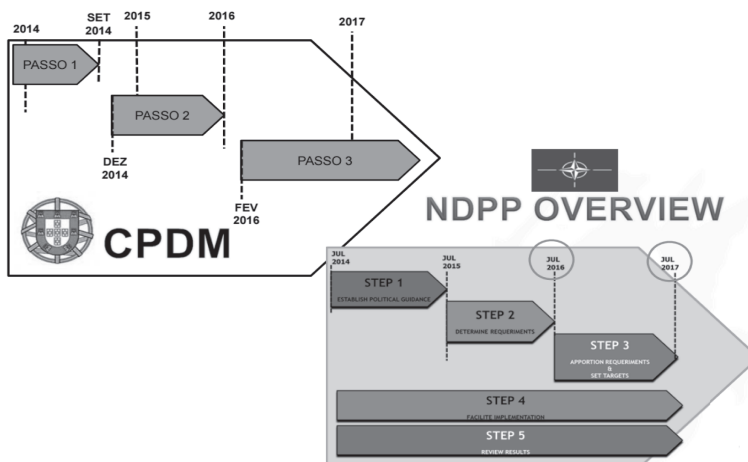 2014
SET
2014
2015
2016
2017
PASSO 1
PASSO 2
PASSO 3
DEZ
2014
FEV
2016
CPDM
NDPP OVERVIEW
JUL
2014
JUL
2015
JUL
2016
JUL
2017
STEP 1
ESTABLISH POLITICAL GUIDANCE
STEP 2
DETERMINE REQUERIMENTS
STEP 3
APPORTION REQUERIMENTS
&
SET TARGETS
STEP 4
FACILITE IMPLEMENTATION
STEP 5
REVIEW RESULTS